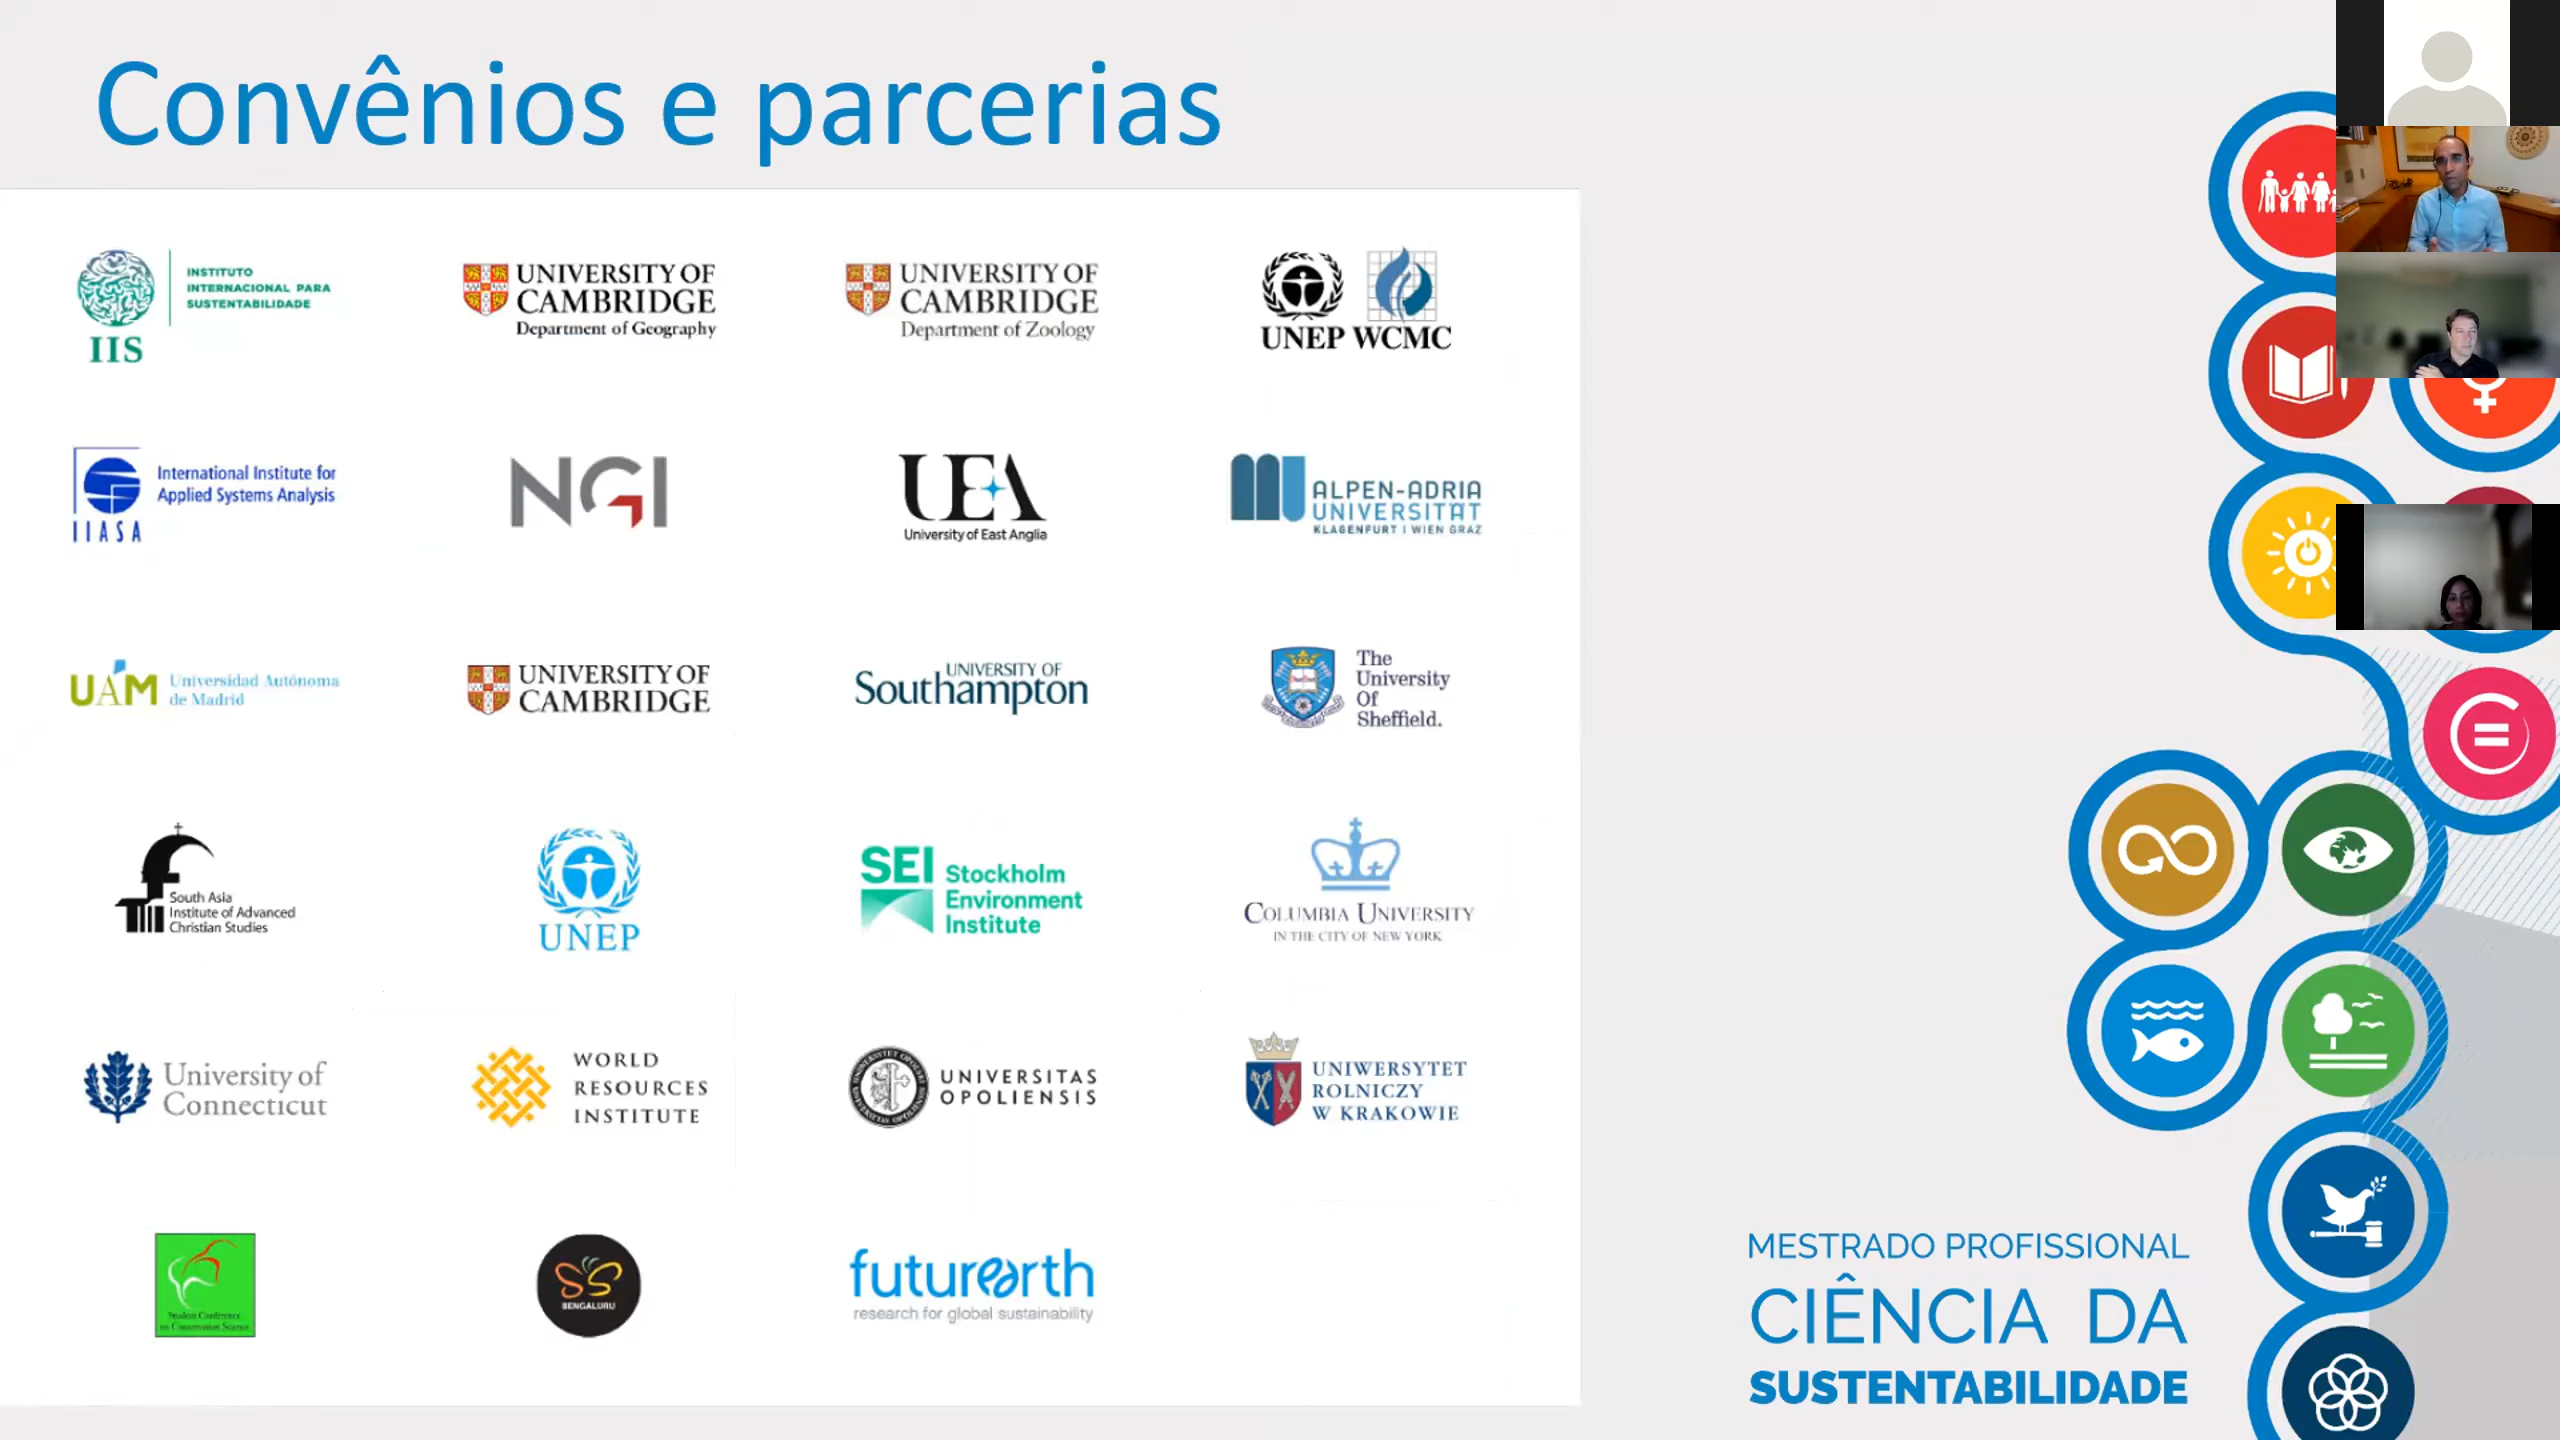 Convênios e parcerias
INSTITUTO
INTERNACIONAL PARA
SUSTENTABILIDADE
IIS
UNIVERSITY OF
CAMBRIDGE
Department of Geography
UNIVERSITY OF
CAMBRIDGE
Department of Zoology
UNEP WCMC
International Institute for
Applied Systems Analysis
IIASA
NGI
UEA
University of East Anglia
ALPEN-ADRIA
UNIVERSITÄT
KLAGENFURT I WIEN GRAZ
UAM
Universidad Autónoma
de Madrid
UNIVERSITY OF
CAMBRIDGE
UNIVERSITY OF
Southampton
The
University
Of
Sheffield.
South Asia
Institute of Advanced
Christian Studies
UNEP
SEI
Stockholm
Environment
Institute
COLUMBIA UNIVERSITY
IN THE CITY OF NEW YORK
University of
Connecticut
WORLD
RESOURCES
INSTITUTE
UNIVERSITAS
OPOLIENSIS
UNIWERSYTET
ROLNICZY
W KRAKOWIE
Student Conference
on Conservation Science
BENGALURU
futurearth
research for global sustainability
MESTRADO PROFISSIONAL
CIÊNCIA DA
SUSTENTABILIDADE